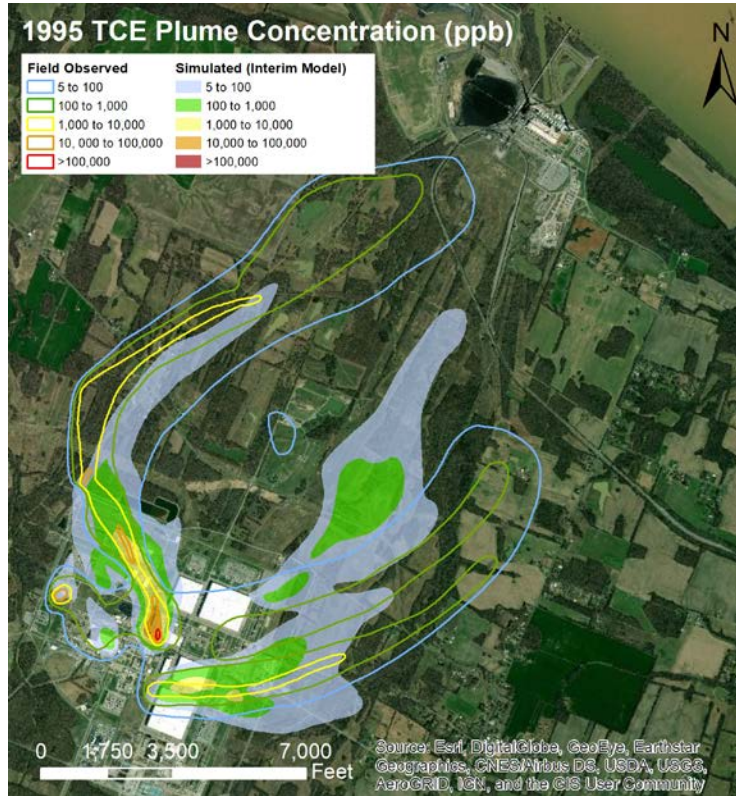 1995 TCE Plume Concentration (ppb)
N
Field Observed
5 to 100
100 to 1,000
1,000 to 10,000
10, 000 to 100,000
>100,000
Simulated (Interim Model)
5 to 100
100 to 1,000
1,000 to 10,000
10,000 to 100,000
>100,000
0 1,750 3,500 7,000
Feet
Source: Esri, DigitalGlobe, GeoEye, Earthstar
Geographics, CNES/Airbus DS, USDA, USGS,
AeroGRID, IGN, and the GIS User Community